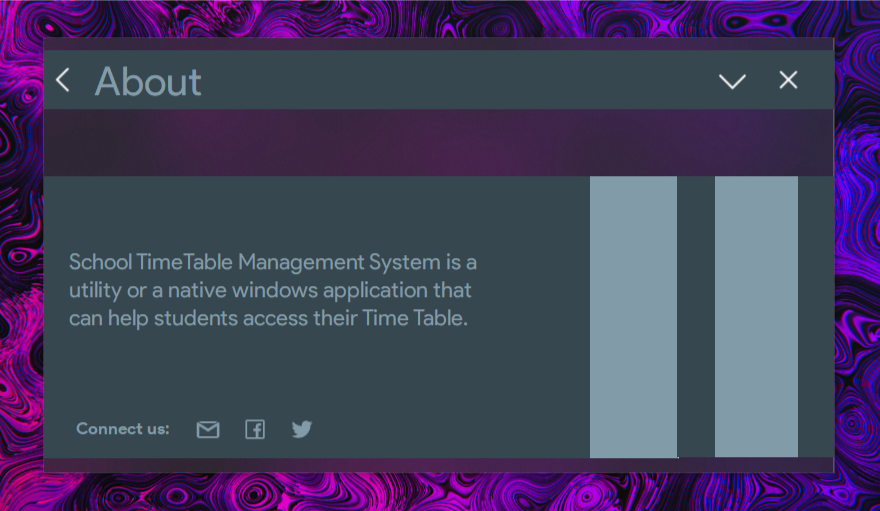 About
School TimeTable Management System is a
utility or a native windows application that
can help students access their Time Table.
Connect us: